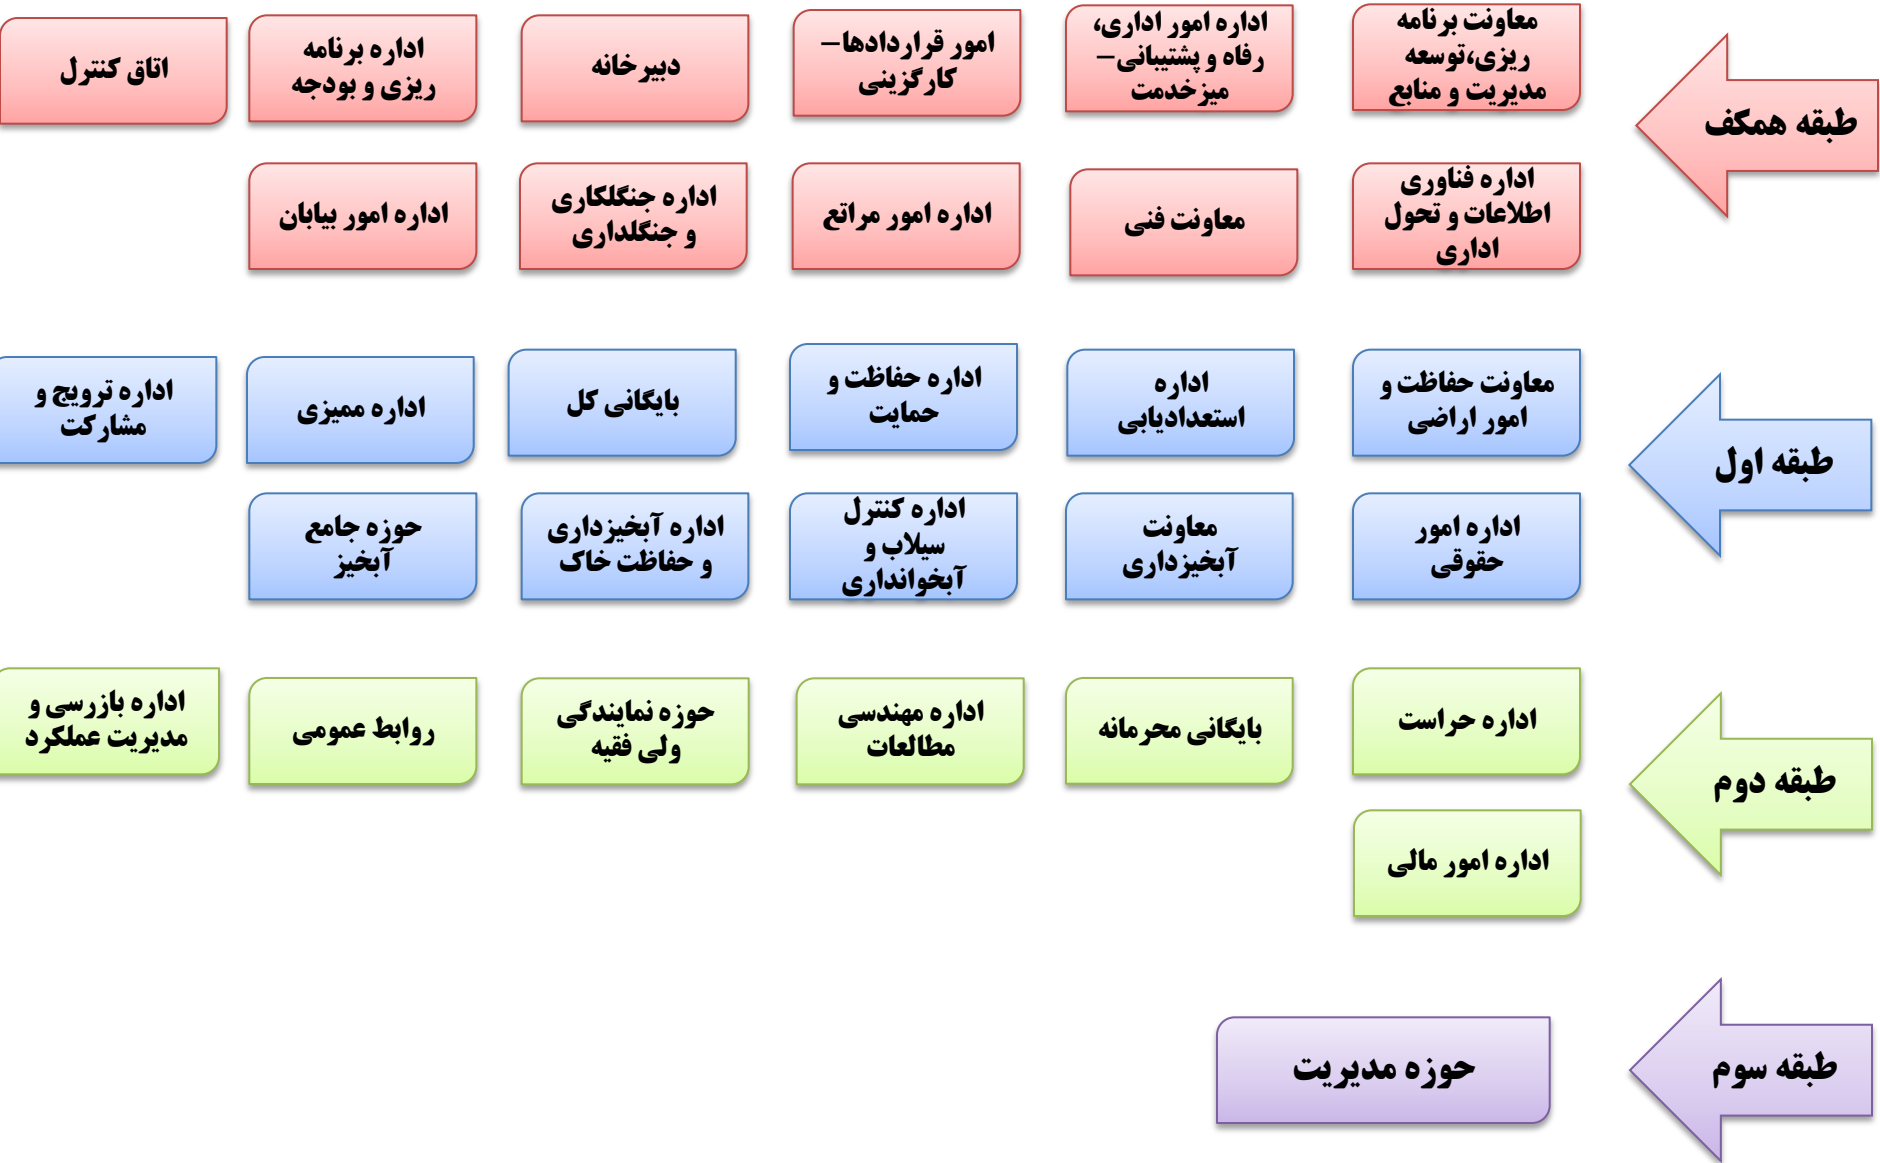 طبقه همکف
معاونت برنامه
ریزی،توسعه
مدیریت و منابع
اداره امور اداری،
رفاه و پشتیبانی–
میزخدمت
امور قراردادها–
کارگزینی
دبیرخانه
اداره برنامه
ریزی و بودجه
اتاق کنترل
اداره فناوری
اطلاعات و تحول
اداری
معاونت فنی
اداره امور مراتع
اداره جنگلکاری
و جنگلداری
اداره امور بیابان
طبقه اول
معاونت حفاظت و
امور اراضی
اداره
استعدادیابی
اداره حفاظت و
حمایت
بایگانی کل
اداره ممیزی
اداره ترویج و
مشارکت
اداره امور
حقوقی
معاونت
آبخیزداری
اداره کنترل
سیلاب و
آبخوانداری
اداره آبخیزداری
و حفاظت خاک
حوزه جامع
آبخیز
طبقه دوم
اداره حراست
بایگانی محرمانه
اداره مهندسی
مطالعات
حوزه نمایندگی
ولی فقیه
روابط عمومی
اداره بازرسی و
مدیریت عملکرد
اداره امور مالی
طبقه سوم
حوزه مدیریت